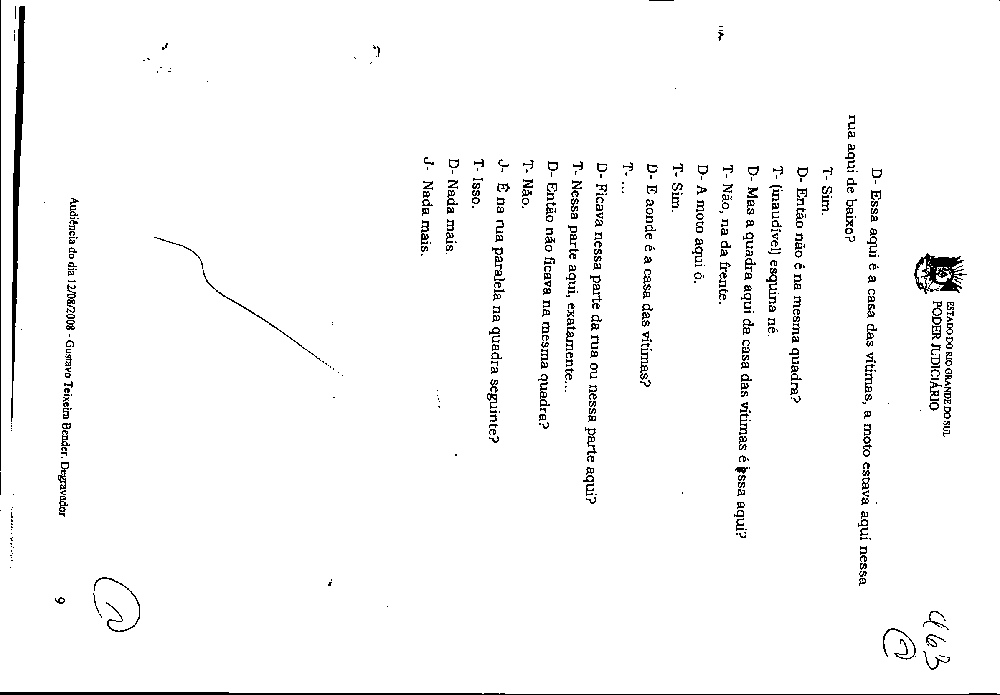 463
ESTADO DO RIO GRANDE DO SUL
PODER JUDICIÁRIO
D- Essa aqui é a casa das vítimas, a moto estava aqui nessa
rua aqui de baixo?
T- Sim.
D- Então não é na mesma quadra?
T- (inaudível) esquina né.
D- Mas a quadra aqui da casa das vítimas é essa aqui?
T- Não, na da frente.
D- A moto aqui ó.
T- Sim.
D- E aonde é a casa das vítimas?
T- ...
D- Ficava nessa parte da rua ou nessa parte aqui?
T- Nessa parte aqui, exatamente...
D- Então não ficava na mesma quadra?
T- Não.
J- É na rua paralela na quadra seguinte?
T- Isso.
D- Nada mais.
J- Nada mais.
Audiência do dia 12/08/2008 - Gustavo Teixeira Bender. Degravador
9